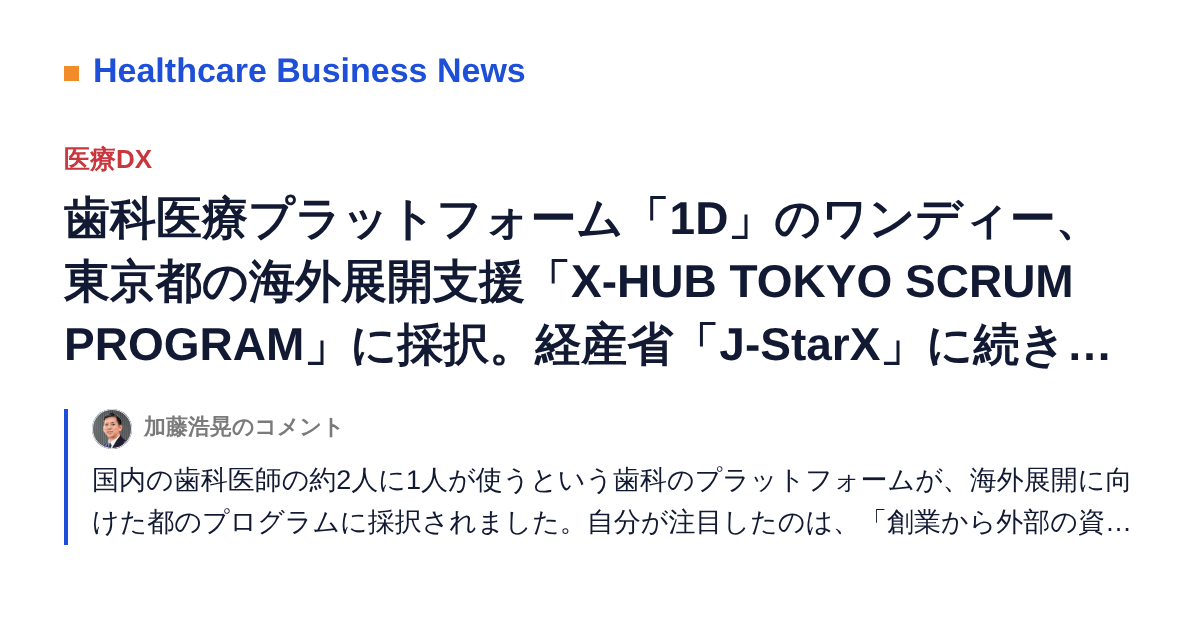 Healthcare Business News
医療DX
歯科医療プラットフォーム「1D」のワンディー、
東京都の海外展開支援「X-HUB TOKYO SCRUM
PROGRAM」に採択。経産省「J-StarX」に続き…
加藤浩晃のコメント
国内の歯科医師の約2人に1人が使うという歯科のプラットフォームが、海外展開に向
けた都のプログラムに採択されました。自分が注目したのは、「創業から外部の資…